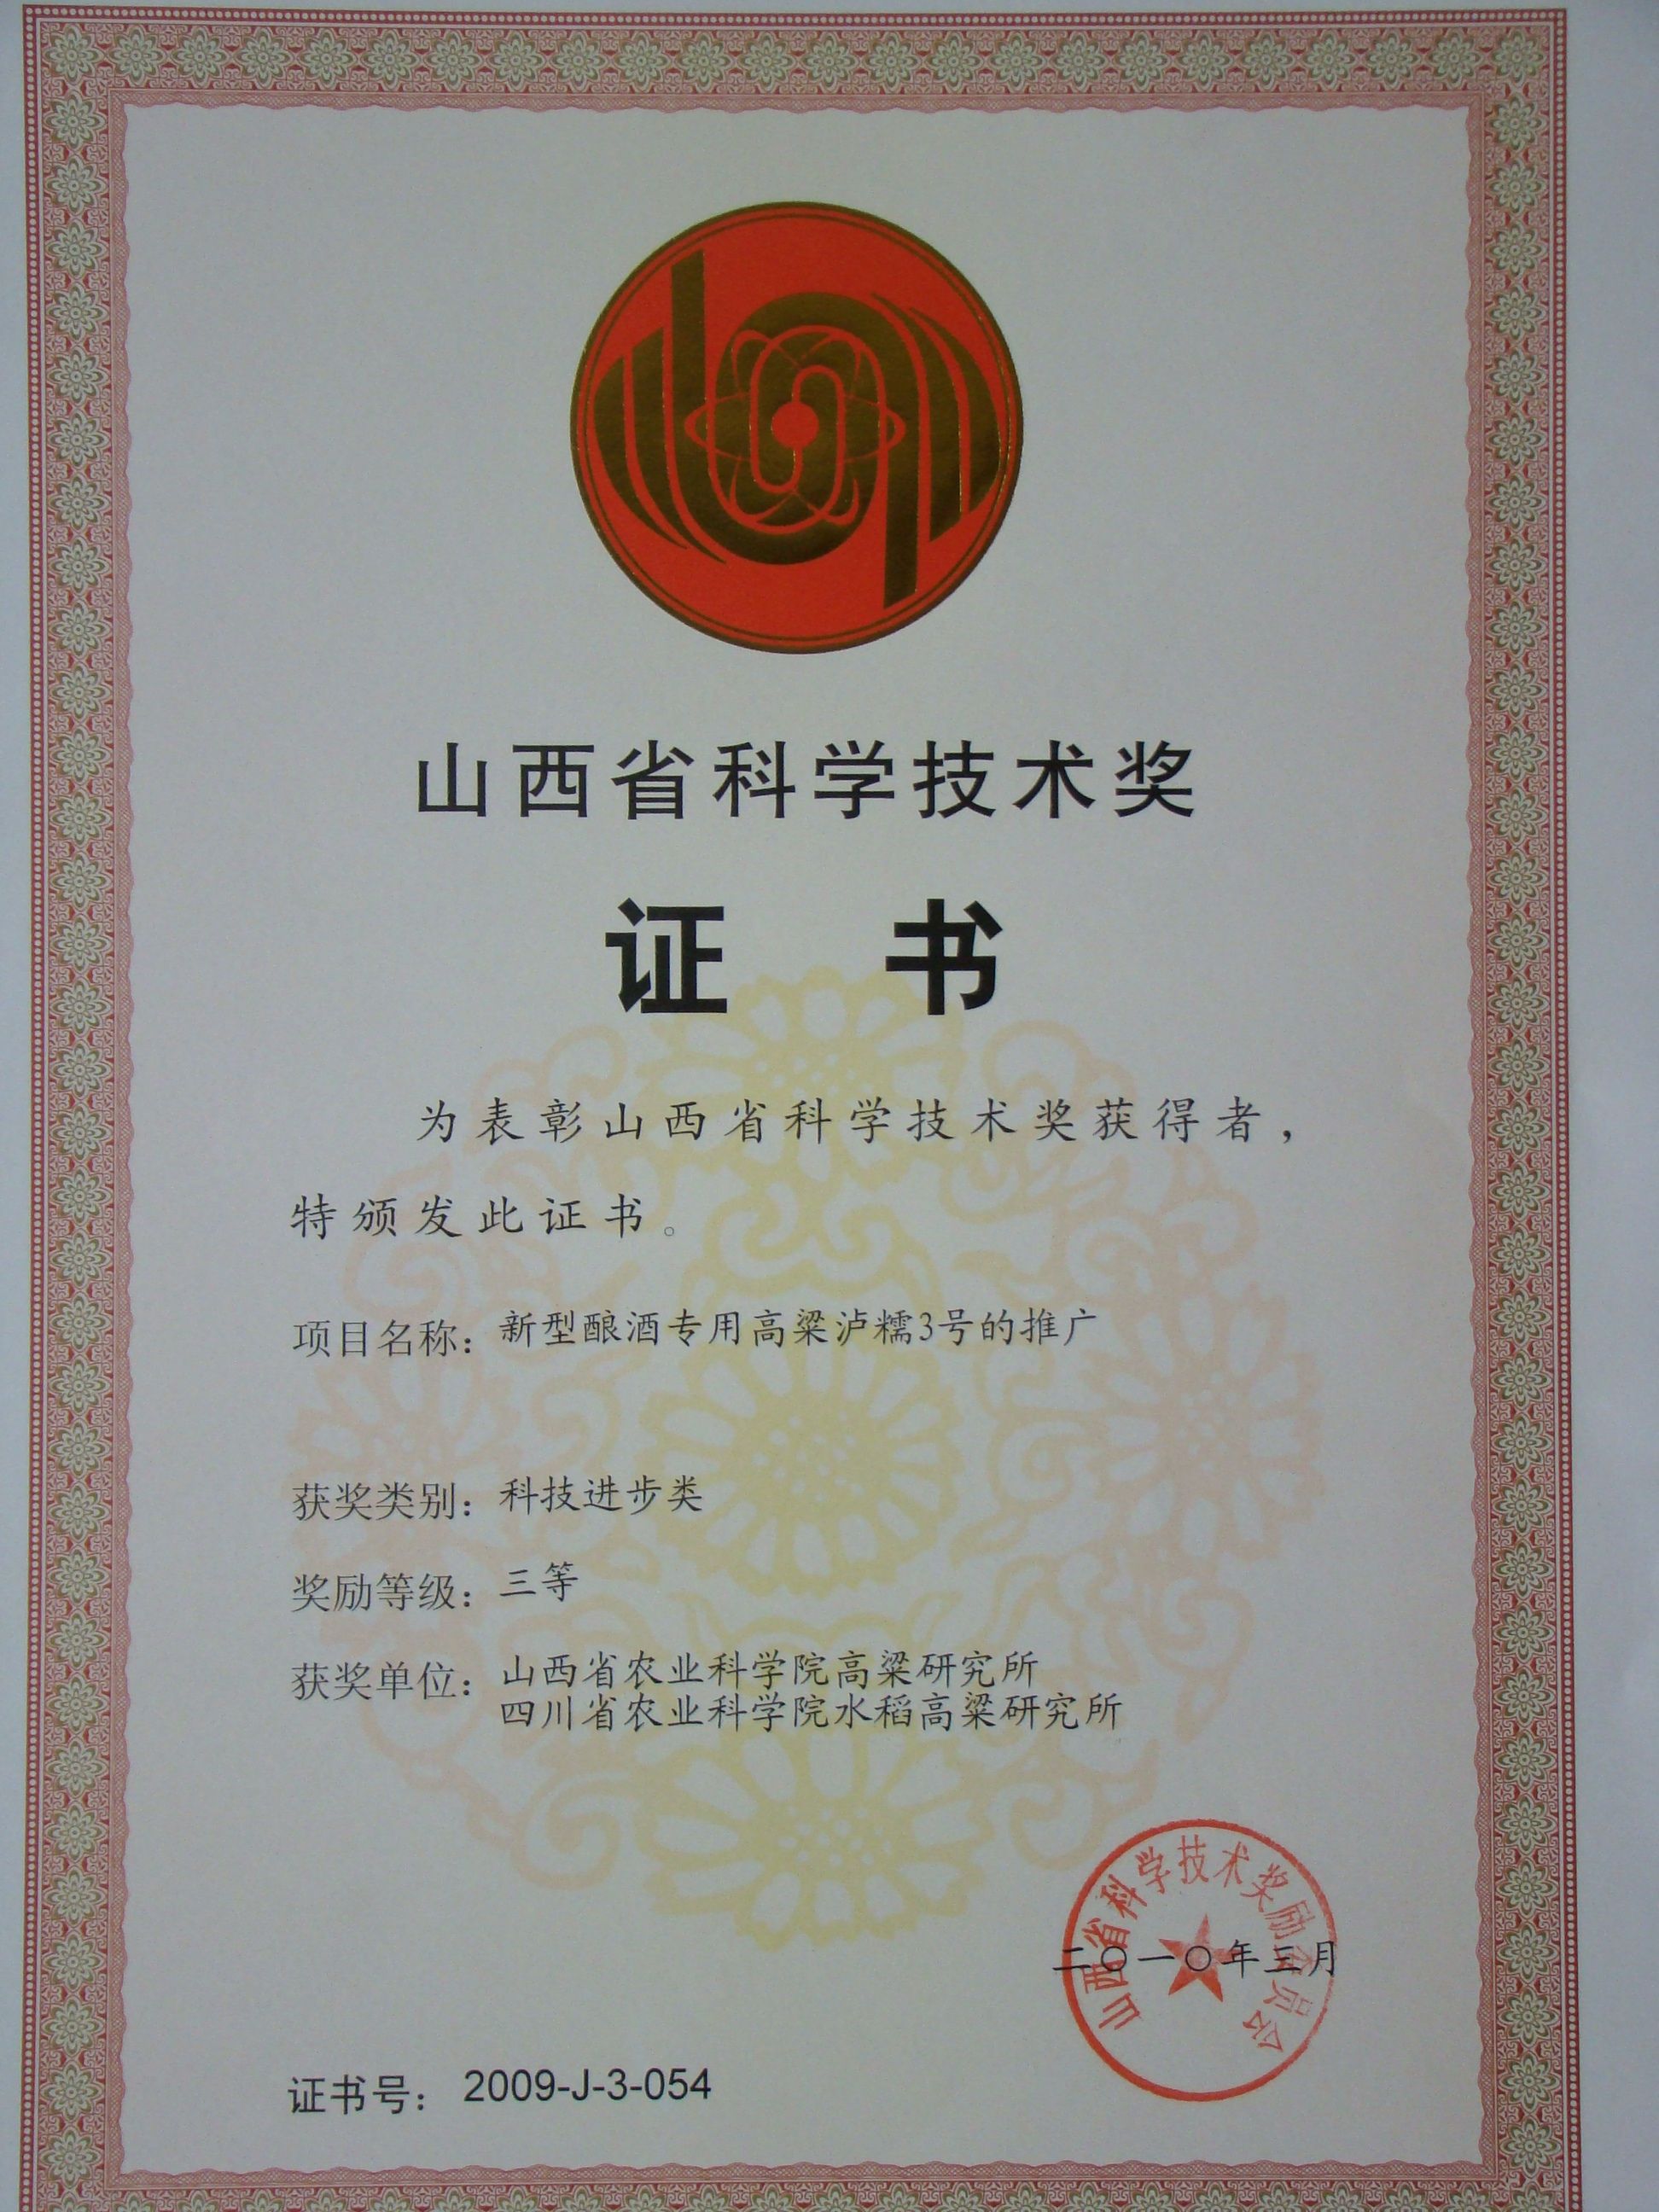 山西省科学技术奖
证 书
为表彰山西省科学技术奖获得者，
特颁发此证书。
项目名称：新型酿酒专用高粱泸糯3号的推广
获奖类别：科技进步类
奖励等级：三等
获奖单位：山西省农业科学院高粱研究所
四川省农业科学院水稻高粱研究所
山西省科学技术奖励委员会
二〇一〇年三月
证书号：2009-J-3-054